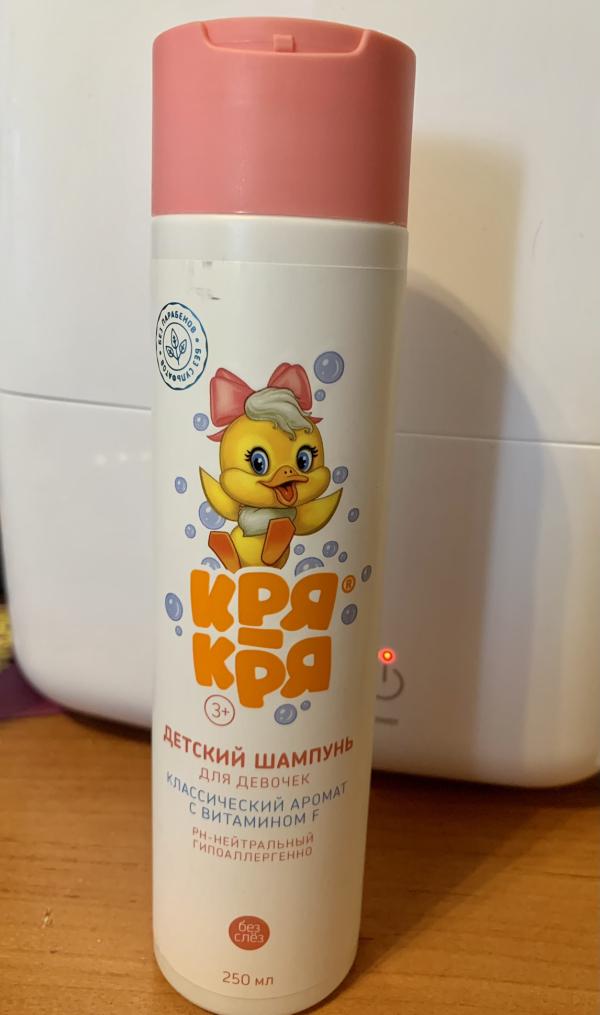 БЕЗ ПАРАБЕНОВ • БЕЗ СУЛЬФАТОВ •
КРЯ®
-
КРЯ
3+
ДЕТСКИЙ ШАМПУНЬ
ДЛЯ ДЕВОЧЕК
КЛАССИЧЕСКИЙ АРОМАТ
С ВИТАМИНОМ F
PH-НЕЙТРАЛЬНЫЙ
ГИПОАЛЛЕРГЕННО
без
слёз
250 мл